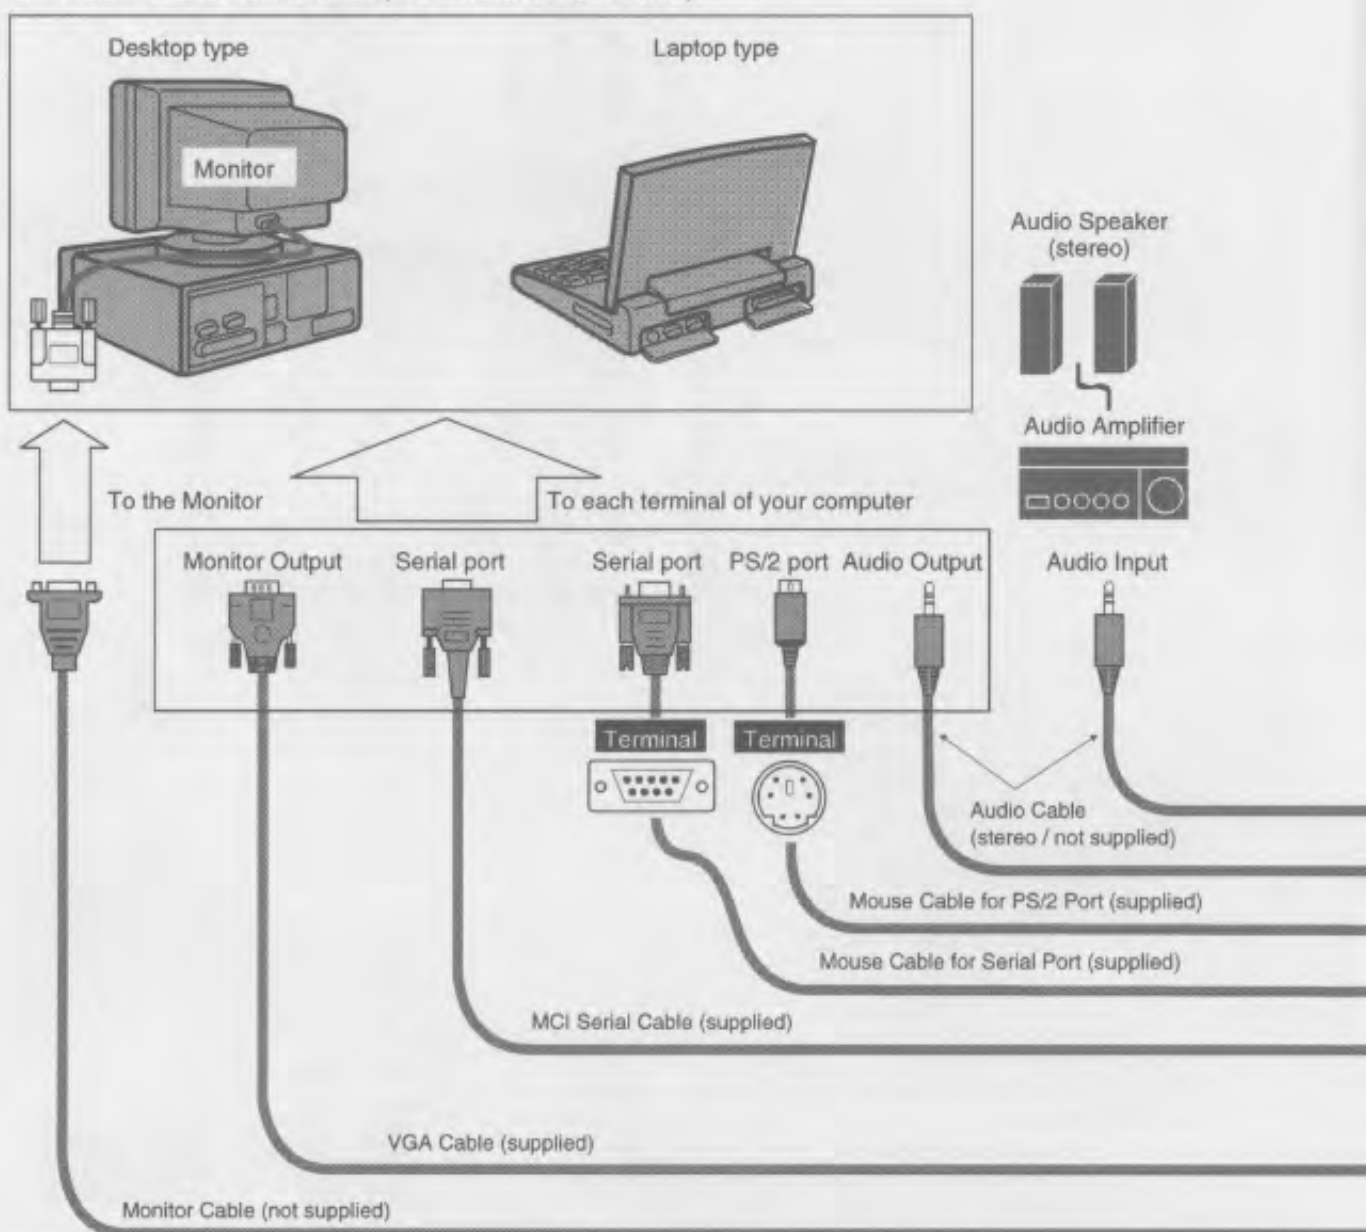 Desktop type
Laptop type
Monitor
Audio Speaker
(stereo)
Audio Amplifier
To the Monitor
To each terminal of your computer
Monitor Output
Serial port
Serial port
PS/2 port
Audio Output
Audio Input
Terminal
Terminal
Audio Cable
(stereo / not supplied)
Mouse Cable for PS/2 Port (supplied)
Mouse Cable for Serial Port (supplied)
MCI Serial Cable (supplied)
VGA Cable (supplied)
Monitor Cable (not supplied)